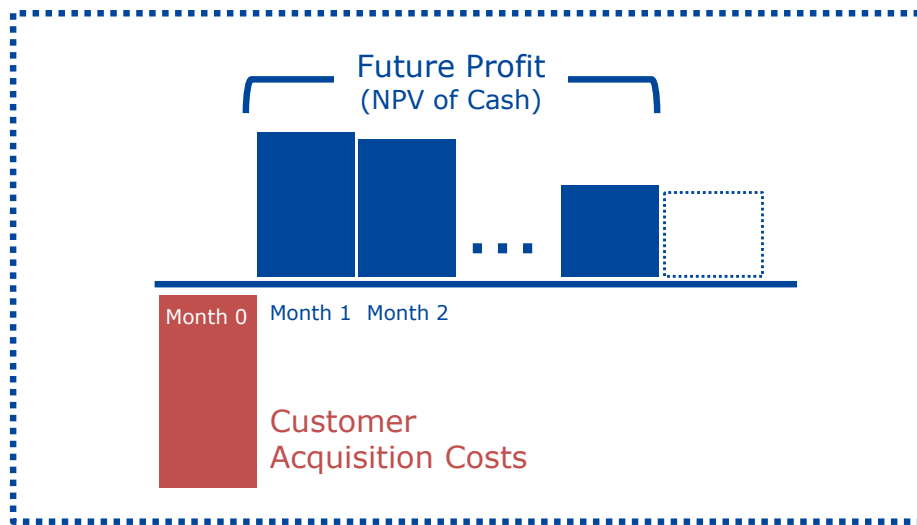 Future Profit
(NPV of Cash)
...
Month 0 Month 1 Month 2
Customer
Acquisition Costs